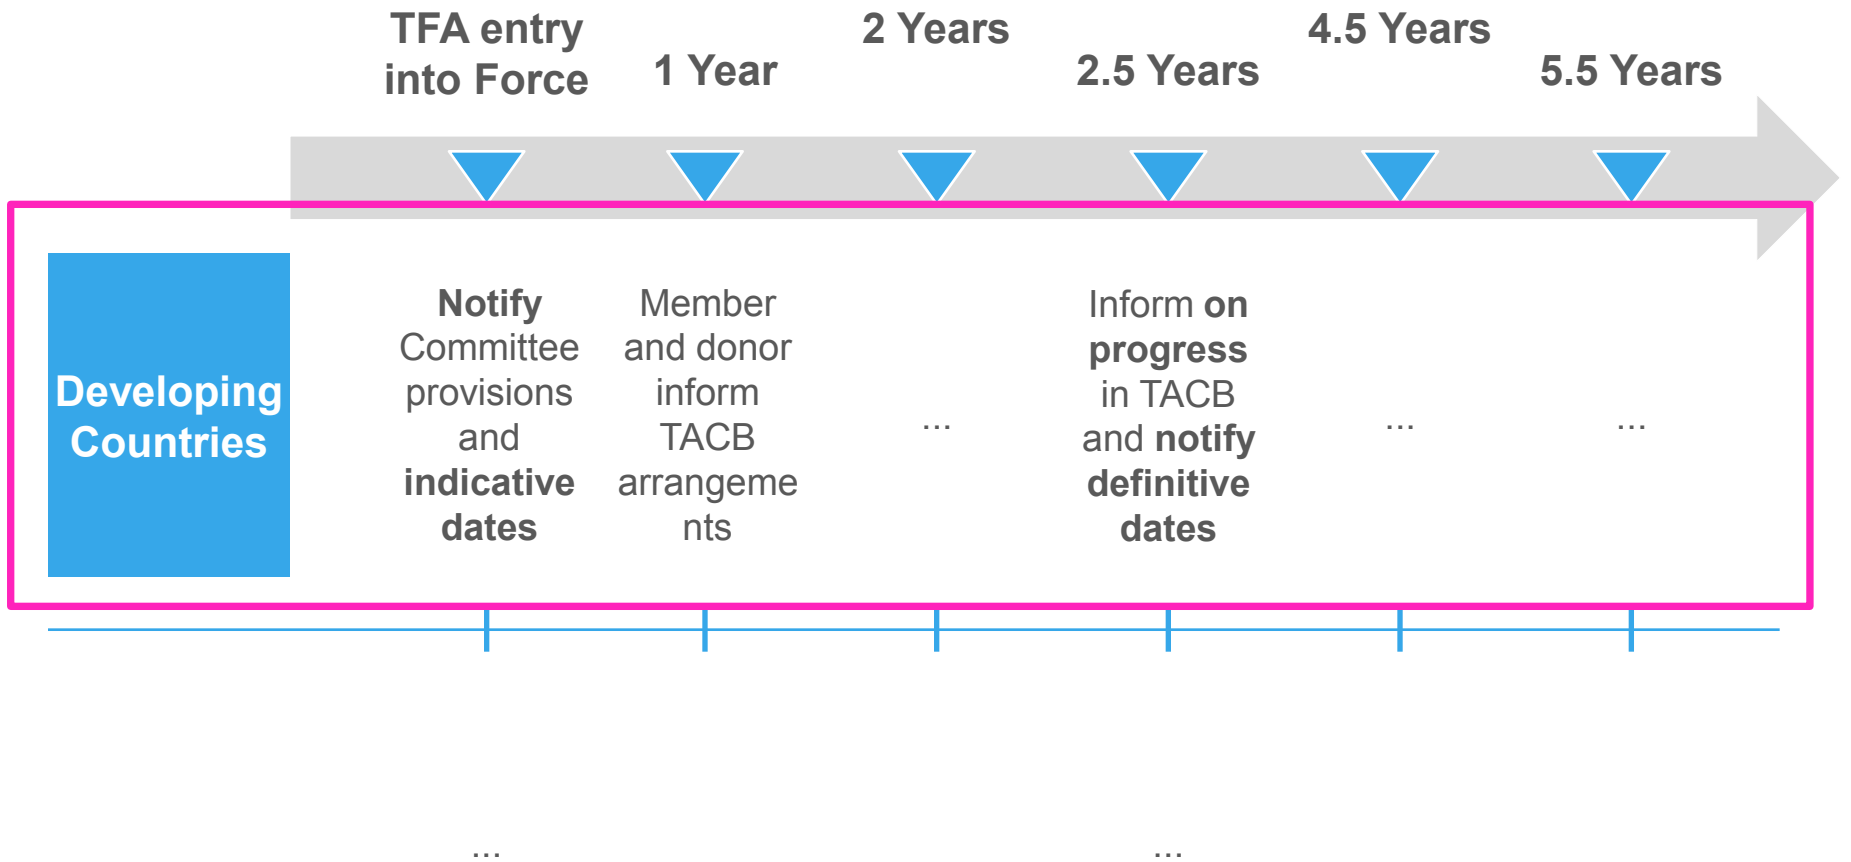 TFA entry
into Force
1 Year
2 Years
2.5 Years
4.5 Years
5.5 Years
Developing
Countries
Notify
Committee
provisions
and
indicative
dates
Member
and donor
inform
TACB
arrangeme
nts
...
Inform on
progress
in TACB
and notify
definitive
dates
...
...
...
...